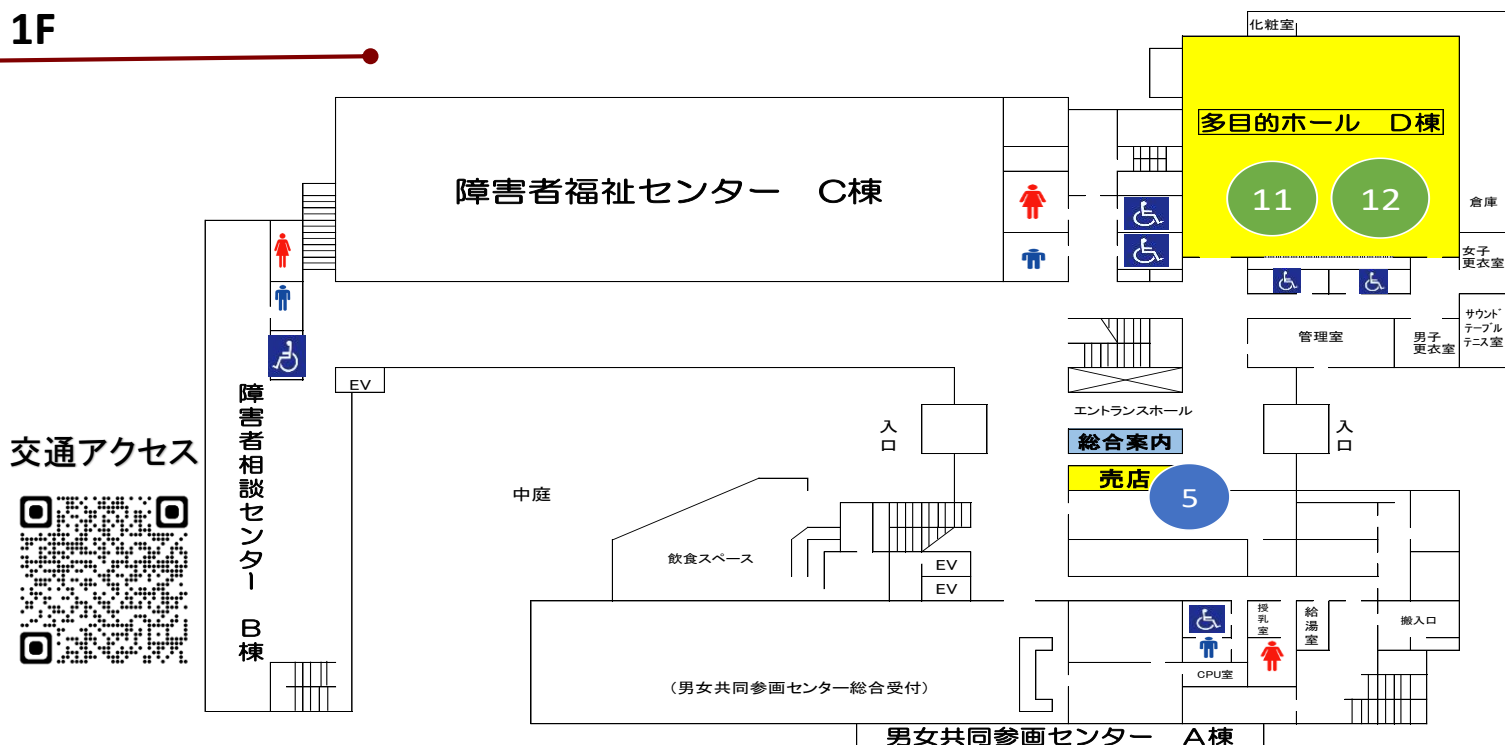 1F
化粧室
多目的ホール　D棟
障害者福祉センター　C棟
11
12
倉庫
女子
更衣室
サウンド
テーブル
テニス室
管理室
男子
更衣室
EV
障害者相談センター　B棟
エントランスホール
入口
総合案内
入口
交通アクセス
売店
5
中庭
飲食スペース
EV
EV
授乳室
給湯室
搬入口
CPU室
(男女共同参画センター総合受付)
男女共同参画センター　A棟